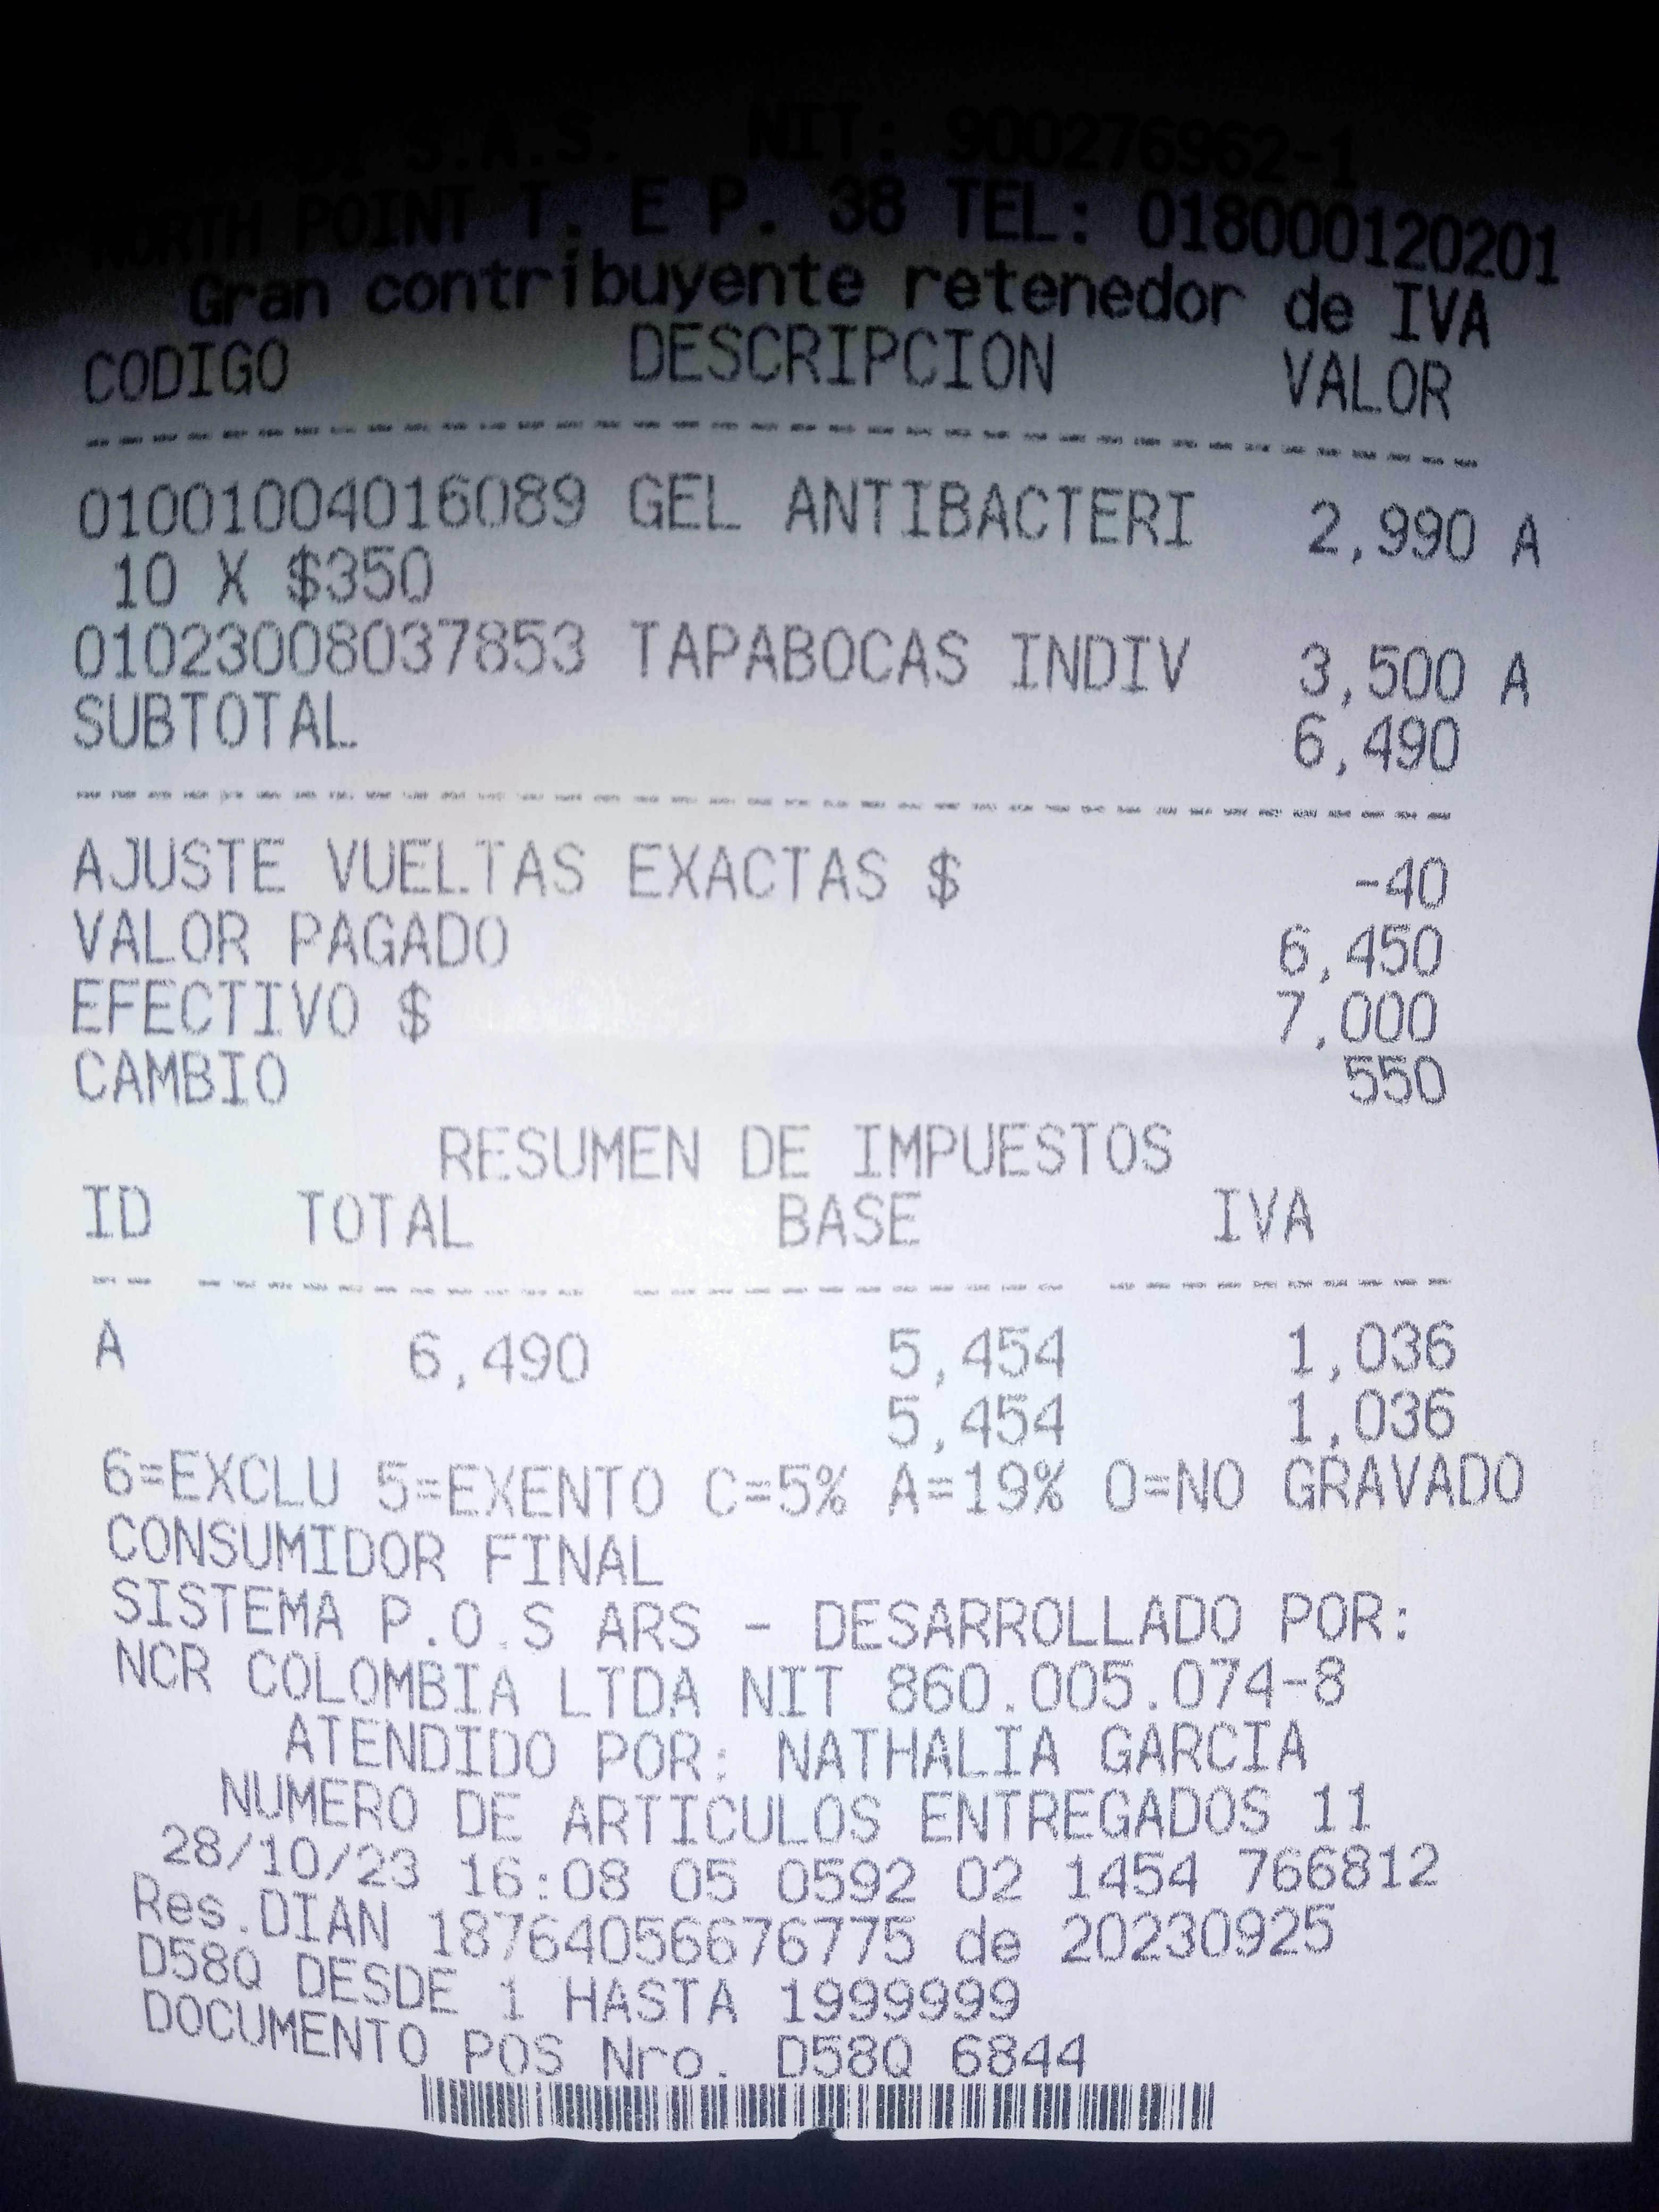 DI S.A.S. NIT: 900276962-1
NORTH POINT T. E P. 38 TEL: 018000120201
Gran contribuyente retenedor de IVA
CODIGO DESCRIPCION VALOR
01001004016089 GEL ANTIBACTERI 2,990 A
10 X $350
01023008037853 TAPABOCAS INDIV 3,500 A
SUBTOTAL 6,490
AJUSTE VUELTAS EXACTAS $ -40
VALOR PAGADO 6,450
EFECTIVO $ 7,000
CAMBIO 550
RESUMEN DE IMPUESTOS
ID TOTAL BASE IVA
A 6,490 5,454 1,036
5,454 1,036
6=EXCLU 5=EXENTO C=5% A=19% 0=NO GRAVADO
CONSUMIDOR FINAL
SISTEMA P.O.S ARS - DESARROLLADO POR:
NCR COLOMBIA LTDA NIT 860.005.074-8
ATENDIDO POR: NATHALIA GARCIA
NUMERO DE ARTICULOS ENTREGADOS 11
28/10/23 16:08 05 0592 02 1454 766812
Res.DIAN 18764056676775 de 20230925
D58Q DESDE 1 HASTA 1999999
DOCUMENTO POS Nro. D58Q 6844